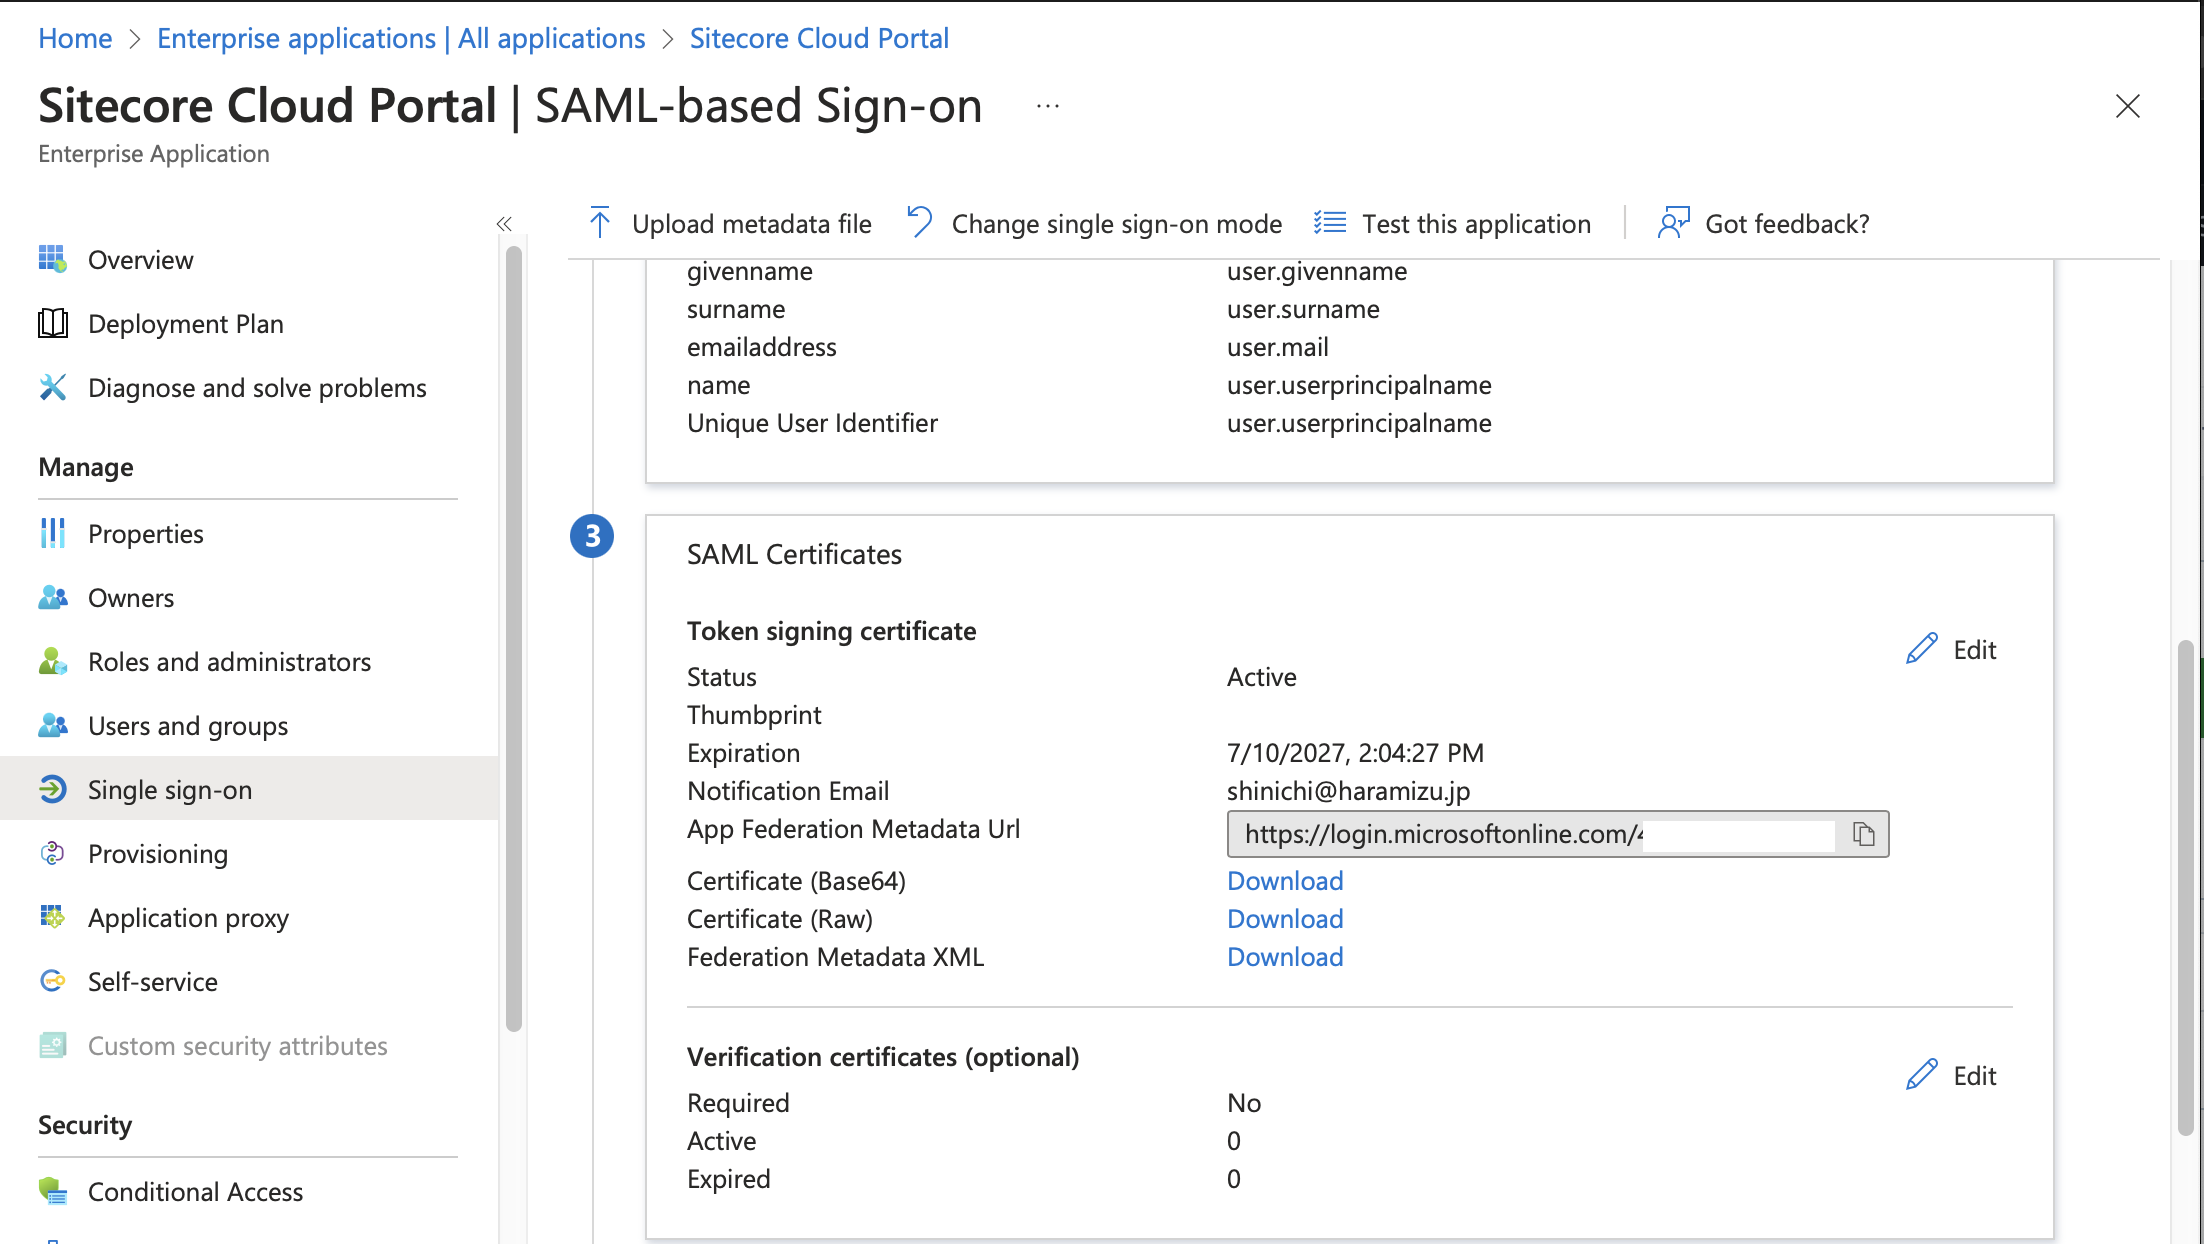 Home > Enterprise applications | All applications > Sitecore Cloud Portal
Sitecore Cloud Portal | SAML-based Sign-on ...
Enterprise Application
Upload metadata file
Change single sign-on mode
Test this application
Got feedback?
Overview
Deployment Plan
Diagnose and solve problems
Manage
Properties
Owners
Roles and administrators
Users and groups
Single sign-on
Provisioning
Application proxy
Self-service
Custom security attributes
Security
Conditional Access
givenname user.givenname
surname user.surname
emailaddress user.mail
name user.userprincipalname
Unique User Identifier user.userprincipalname
3
SAML Certificates
Token signing certificate
Edit
Status Active
Thumbprint
Expiration 7/10/2027, 2:04:27 PM
Notification Email shinichi@haramizu.jp
App Federation Metadata Url https://login.microsoftonline.com/
Certificate (Base64) Download
Certificate (Raw) Download
Federation Metadata XML Download
Verification certificates (optional)
Edit
Required No
Active 0
Expired 0